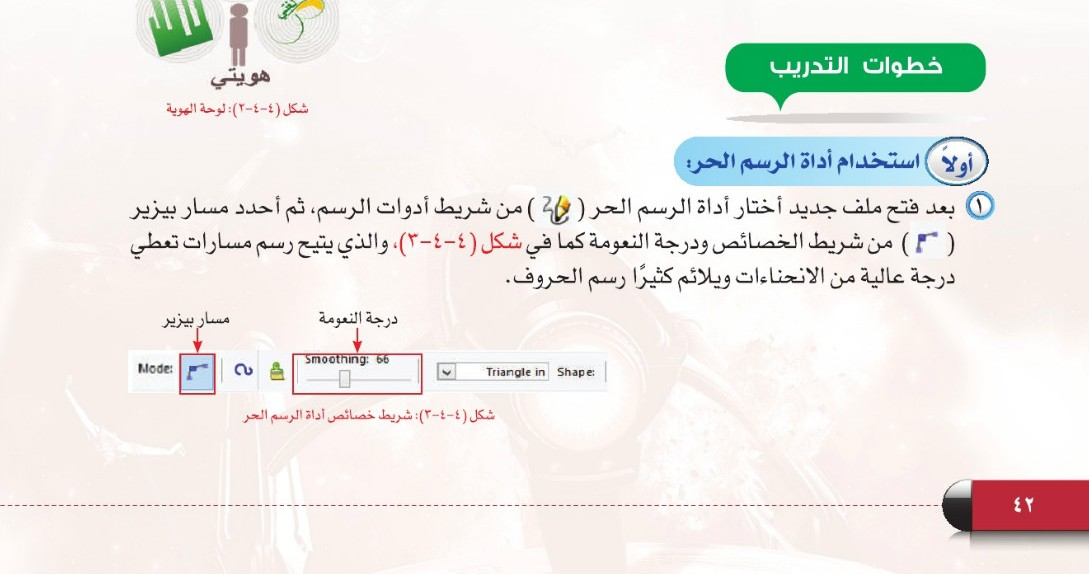 هويتي
شكل (٤-٤-٢): لوحة الهوية
خطوات التدريب
أولاً استخدام أداة الرسم الحر:
١ بعد فتح ملف جديد أختار أداة الرسم الحر ( ) من شريط أدوات الرسم، ثم أحدد مسار بيزير
( ) من شريط الخصائص ودرجة النعومة كما في شكل (٤-٤-٣)، والذي يتيح رسم مسارات تعطي
درجة عالية من الانحناءات ويلائم كثيرًا رسم الحروف.
درجة النعومة مسار بيزير
Mode: Smoothing: 66 Triangle in Shape:
شكل (٤-٤-٣): شريط خصائص أداة الرسم الحر
٤٢